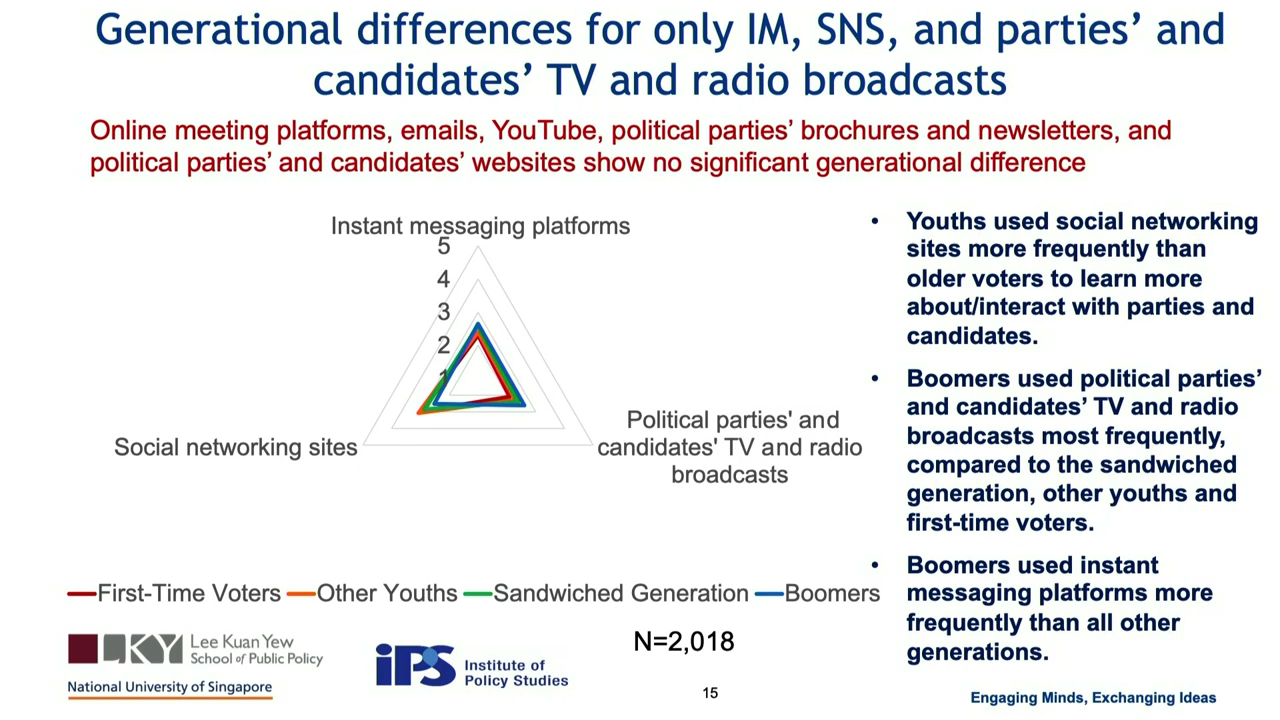 Generational differences for only IM, SNS, and parties’ and
candidates’ TV and radio broadcasts
Online meeting platforms, emails, YouTube, political parties’ brochures and newsletters, and
political parties’ and candidates’ websites show no significant generational difference
Instant messaging platforms
5
4
3
2
1
Social networking sites
Political parties' and
candidates' TV and radio
broadcasts
First-Time Voters
Other Youths
Sandwiched Generation
Boomers
• Youths used social networking
sites more frequently than
older voters to learn more
about/interact with parties and
candidates.
• Boomers used political parties’
and candidates’ TV and radio
broadcasts most frequently,
compared to the sandwiched
generation, other youths and
first-time voters.
• Boomers used instant
messaging platforms more
frequently than all other
generations.
LKY
Lee Kuan Yew
School of Public Policy
National University of Singapore
iPS
Institute of
Policy Studies
N=2,018
15
Engaging Minds, Exchanging Ideas